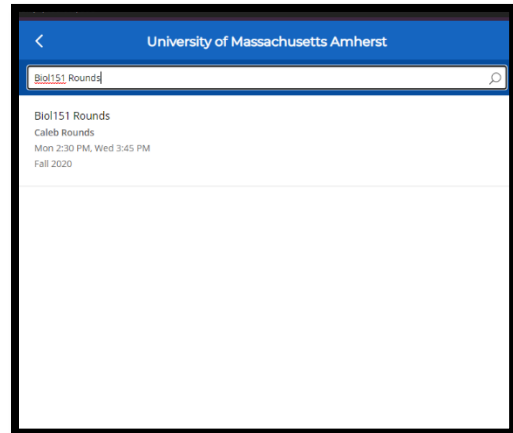 University of Massachusetts Amherst
Biol151 Rounds
Biol151 Rounds
Caleb Rounds
Mon 2:30 PM, Wed 3:45 PM
Fall 2020